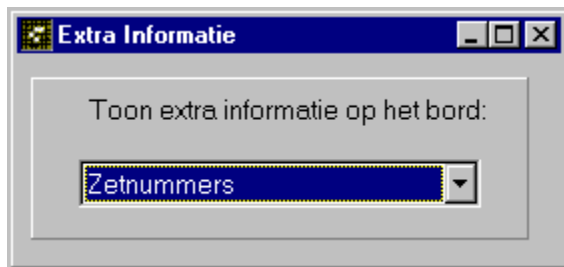 Extra Informatie
Toon extra informatie op het bord:
Zetnummers